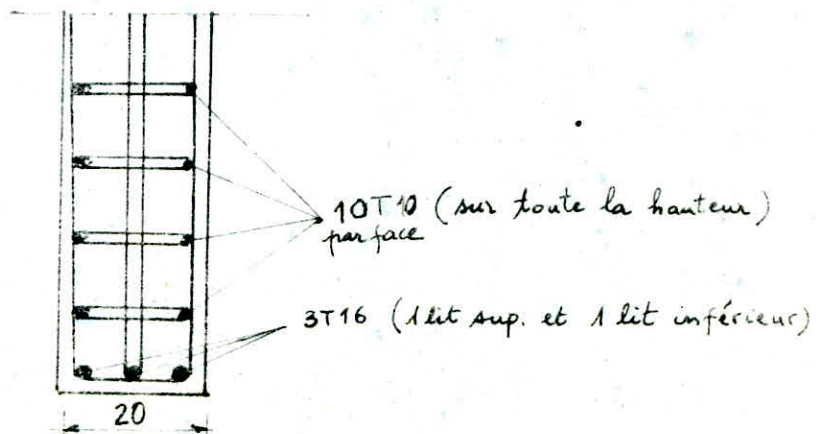 10T10 (sur toute la hauteur)
par face
3T16 (1 lit sup. et 1 lit inférieur)
20